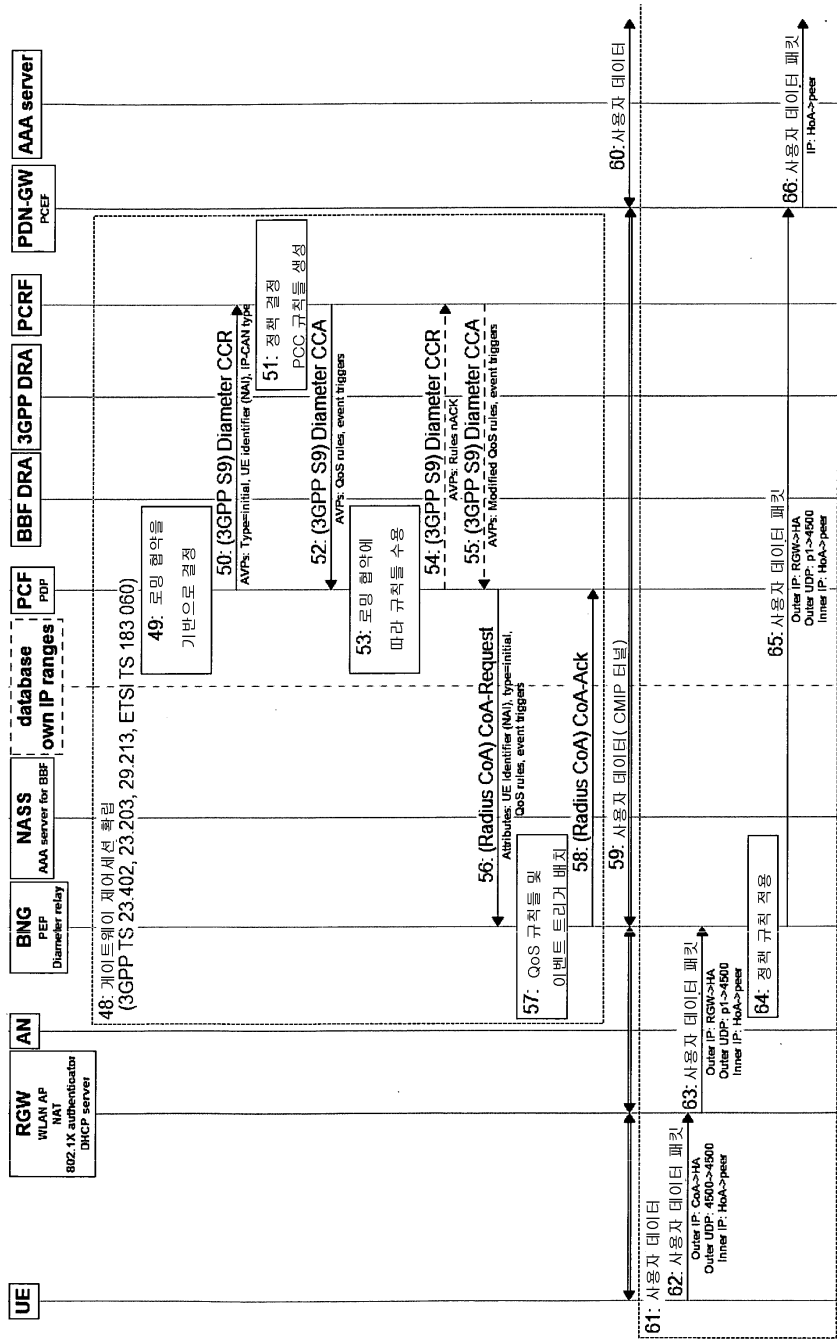 UE
RGW
WLAN AP
NAT
802.1X authenticator
DHCP server
AN
BNG
PEP
Diameter relay
NASS
AAA server for BBF
database
own IP ranges
PCF
PDP
BBF DRA
3GPP DRA
PCRF
PDN-GW
PCEF
AAA server
48: 게이트웨이 제어세션 확립
(3GPP TS 23.402, 23.203, 29.213, ETSI TS 183 060)
49: 로밍 협약을
기반으로 결정
50: (3GPP S9) Diameter CCR
AVPs: Type=initial, UE identifier (NAI), IP-CAN type
51: 정책 결정
PCC 규칙들 생성
52: (3GPP S9) Diameter CCA
AVPs: QoS rules, event triggers
53: 로밍 협약에
따라 규칙들 수용
54: (3GPP S9) Diameter CCR
AVPs: Rules nACK
55: (3GPP S9) Diameter CCA
AVPs: Modified QoS rules, event triggers
56: (Radius CoA) CoA-Request
Attributes: UE Identifier (NAI), type=initial,
QoS rules, event triggers
57: QoS 규칙들 및
이벤트 트리거 배치
58: (Radius CoA) CoA-Ack
59: 사용자 데이터( CMIP 터널)
60: 사용자 데이터
61: 사용자 데이터
62: 사용자 데이터 패킷
Outer IP: CoA->HA
Outer UDP: 4500->4500
Inner IP: HoA->peer
63: 사용자 데이터 패킷
Outer IP: RGW->HA
Outer UDP: p1->4500
Inner IP: HoA->peer
64: 정책 규칙 적용
65: 사용자 데이터 패킷
Outer IP: RGW->HA
Outer UDP: p1->4500
Inner IP: HoA->peer
66: 사용자 데이터 패킷
IP: HoA->peer